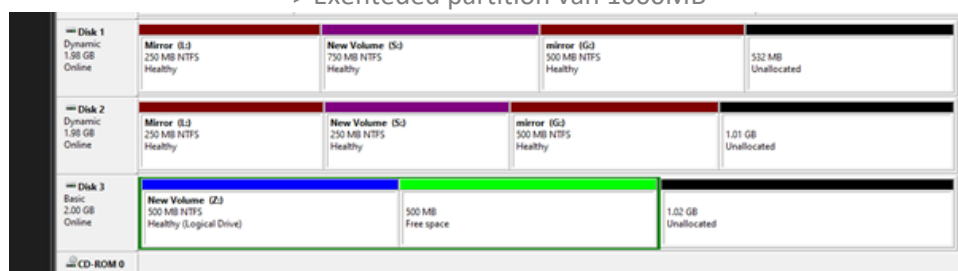 > Exenteded partition van 1000MB
Disk 1
Dynamic
1.98 GB
Online
Mirror (L:)
250 MB NTFS
Healthy
New Volume (S:)
750 MB NTFS
Healthy
mirror (G:)
500 MB NTFS
Healthy
532 MB
Unallocated
Disk 2
Dynamic
1.98 GB
Online
Mirror (L:)
250 MB NTFS
Healthy
New Volume (S:)
250 MB NTFS
Healthy
mirror (G:)
500 MB NTFS
Healthy
1.01 GB
Unallocated
Disk 3
Basic
2.00 GB
Online
New Volume (Z:)
500 MB NTFS
Healthy (Logical Drive)
500 MB
Free space
1.02 GB
Unallocated
CD-ROM 0